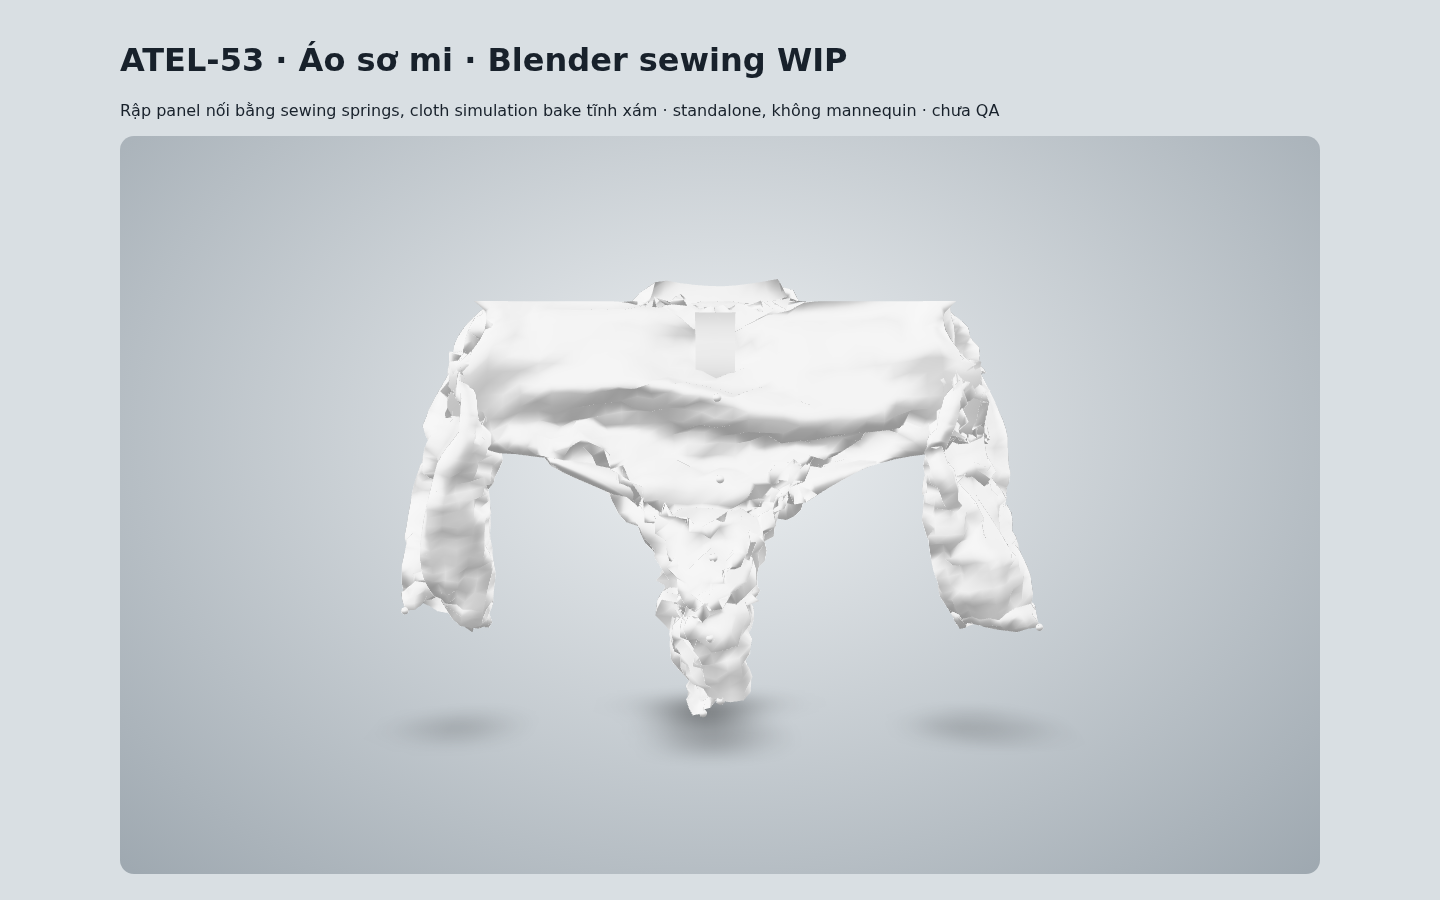 ATEL-53 · Áo sơ mi · Blender sewing WIP
Rập panel nối bằng sewing springs, cloth simulation bake tĩn xám · standalone, không mannequin · chưa QA